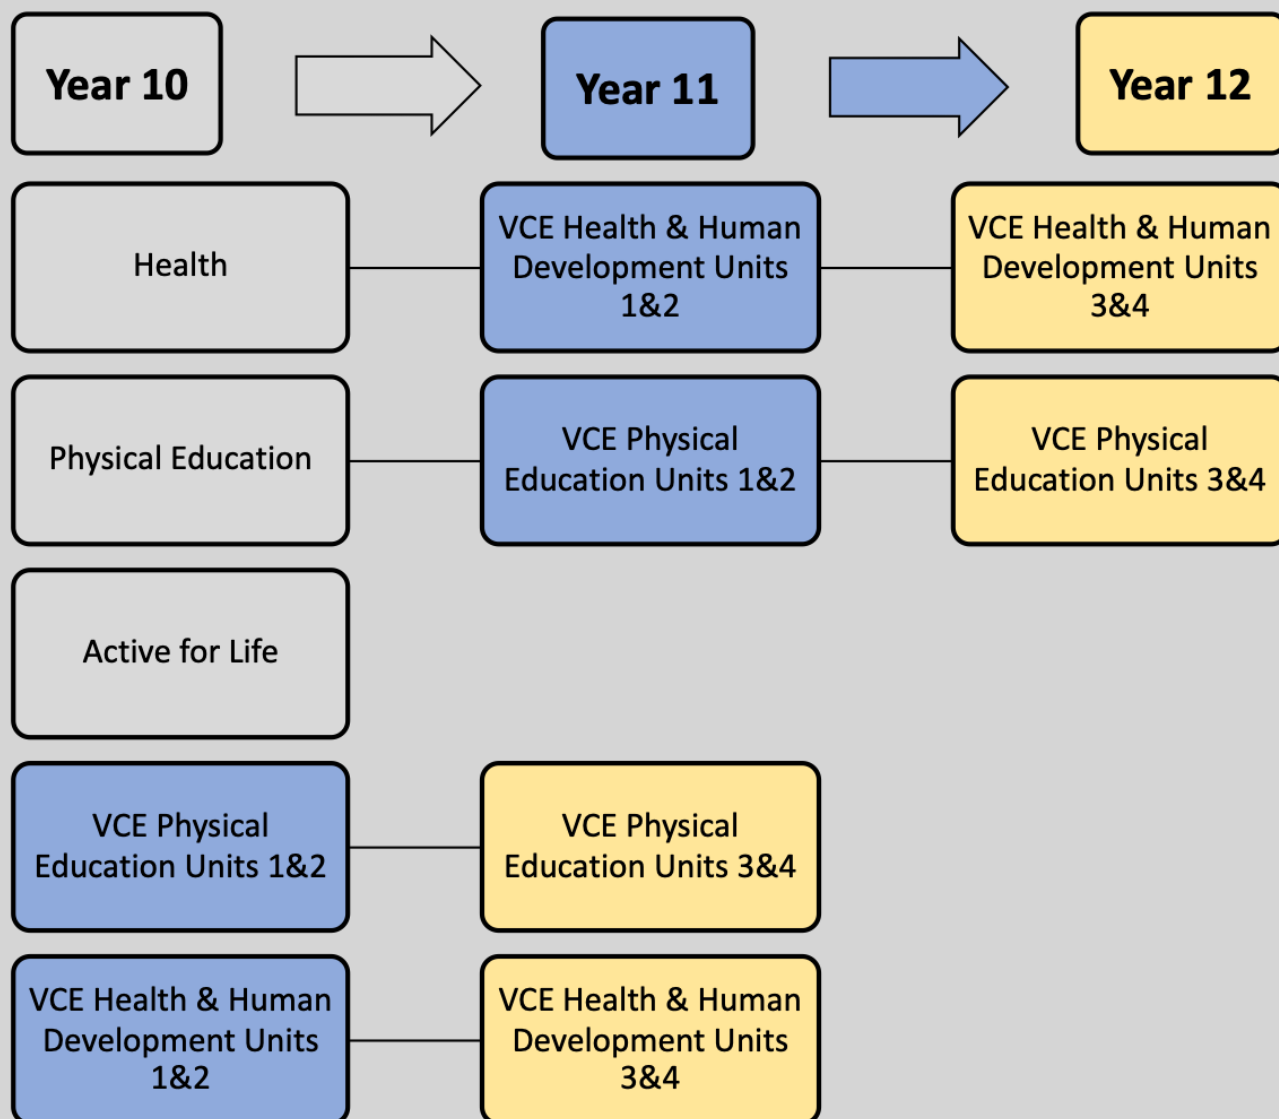 Year 10
Year 11
Year 12
Health
VCE Health & Human
Development Units
1&2
VCE Health & Human
Development Units
3&4
Physical Education
VCE Physical
Education Units 1&2
VCE Physical
Education Units 3&4
Active for Life
VCE Physical
Education Units 1&2
VCE Physical
Education Units 3&4
VCE Health & Human
Development Units
1&2
VCE Health & Human
Development Units
3&4